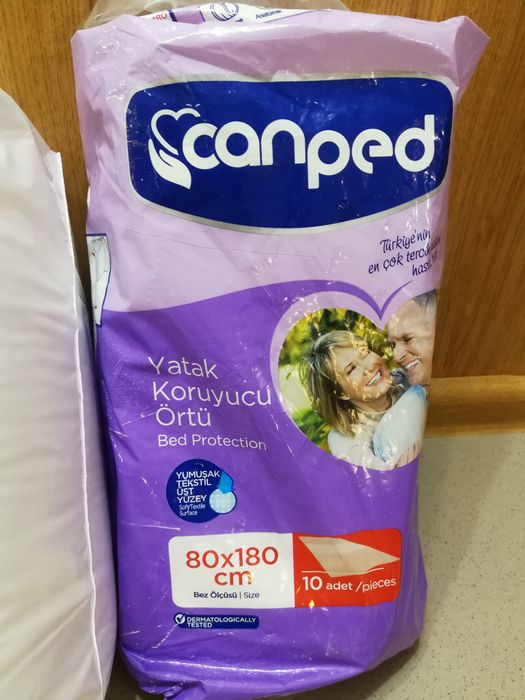 canped
Türkiye'nin
en çok
Yatak
Koruyucu
Örtü
Bed Protection
YUMUŞAK
TEKSTİL
ÜST
YÜZEY
Soft Textile
Surface
80x180
cm
Bez Ölçüsü | Size
10 adet /pieces
DERMATOLOGICALLY
TESTED